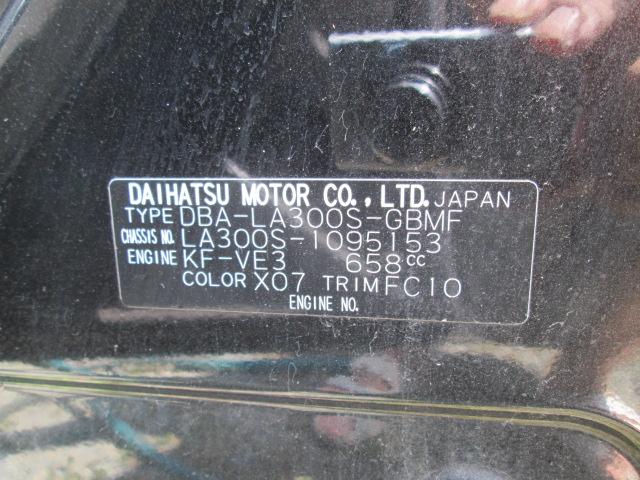 DAIHATSU MOTOR CO., LTD. JAPAN
TYPE DBA-LA300S-GBMF
CHASSIS NO. LA300S-1095153
ENGINE KF-VE3 658cc
COLOR X07 TRIM FC10
ENGINE NO.